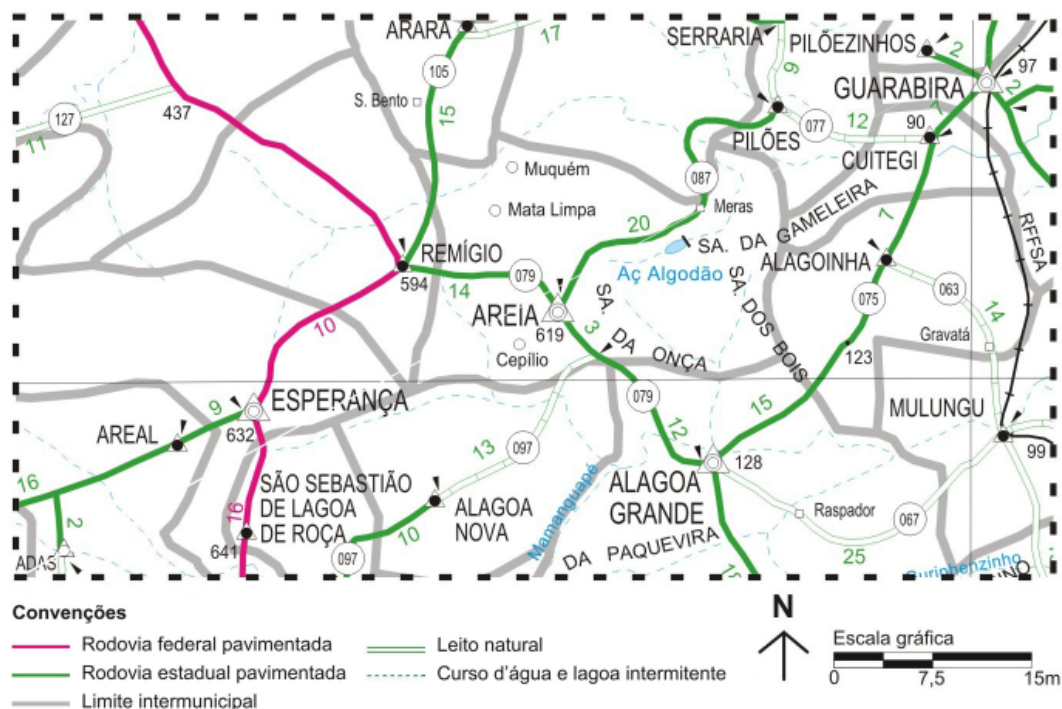 ARARA
17
SERRARIA
PILÕEZINHOS
2
97
105
GUARABIRA
2
S. Bento
9
437
127
15
PILÕES
077
12
90
7
11
CUITEGI
Muquém
087
Mata Limpa
Meras
20
SA. DA GAMELEIRA
7
RFFSA
REMÍGIO
Aç Algodão
ALAGOINHA
594
14
079
SA.
SA. DOS BOIS
063
AREIA
075
14
10
619
3
Gravatá
Cepílio
DA ONÇA
123
ESPERANÇA
079
15
MULUNGU
9
AREAL
632
13
12
097
99
16
128
SÃO SEBASTIÃO
DE LAGOA
DE ROÇA
16
ALAGOA
NOVA
ALAGOA
GRANDE
Raspador
067
2
641
10
Mamanguape
ADAS
097
DA PAQUEVIRA
25
Convenções
Rodovia federal pavimentada
Leito natural
Rodovia estadual pavimentada
Curso d'água e lagoa intermitente
Limite intermunicipal
N
Escala gráfica
0
7,5
15m